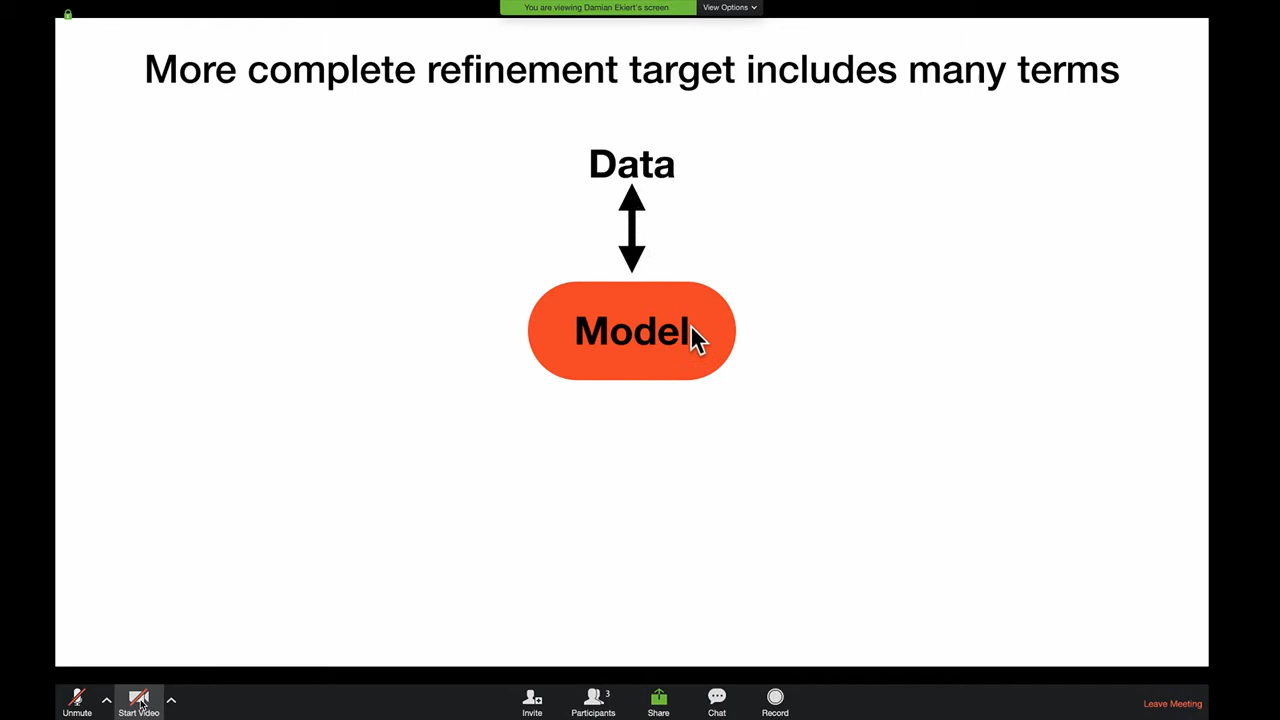 You are viewing Damian Ekiert's screen
View Options
More complete refinement target includes many terms
Data
Model
3
Unmute
Start Video
Invite
Participants
Share
Chat
Record
Leave Meeting